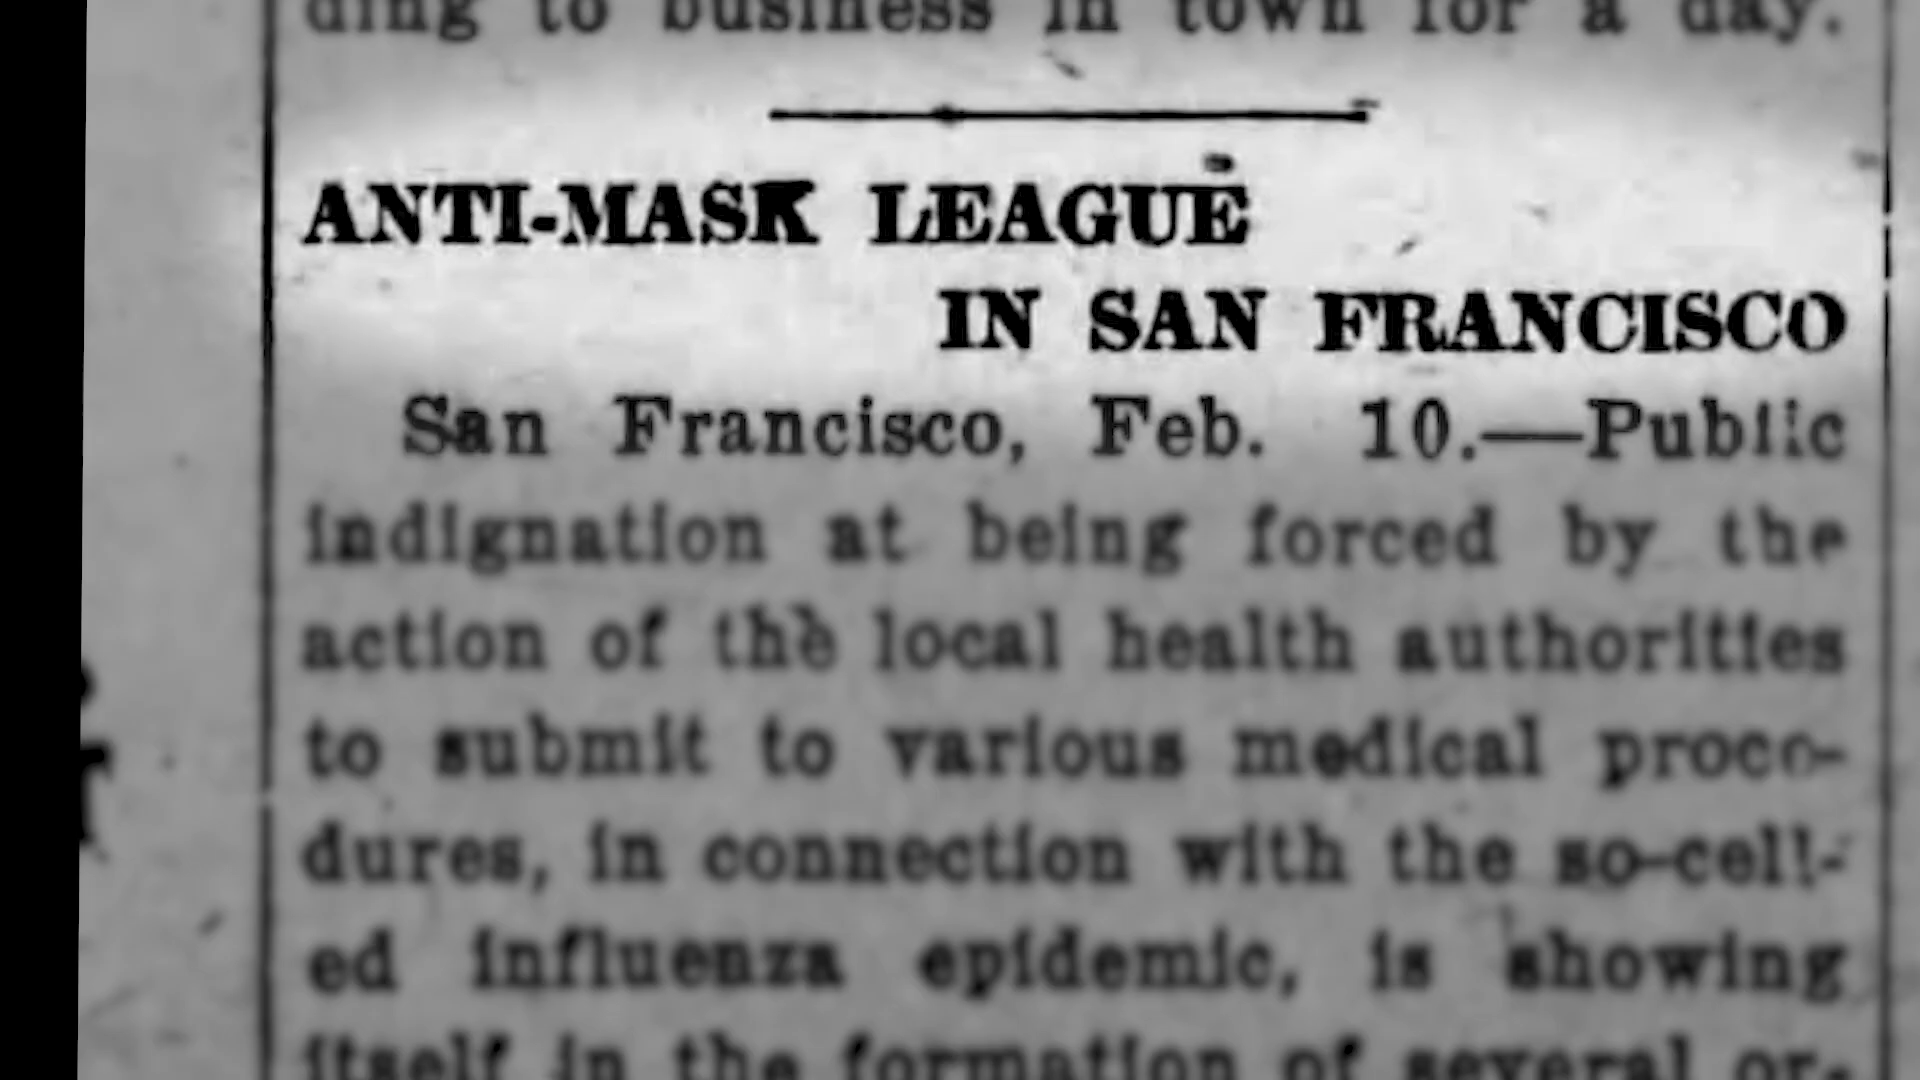 ding to business in town for a day.
ANTI-MASK LEAGUE
IN SAN FRANCISCO
San Francisco, Feb. 10.—Public
indignation at being forced by the
action of the local health authorities
to submit to various medical proce-
dures, in connection with the so-cell-
ed influenza epidemic, is showing
itself in the formation of several or-